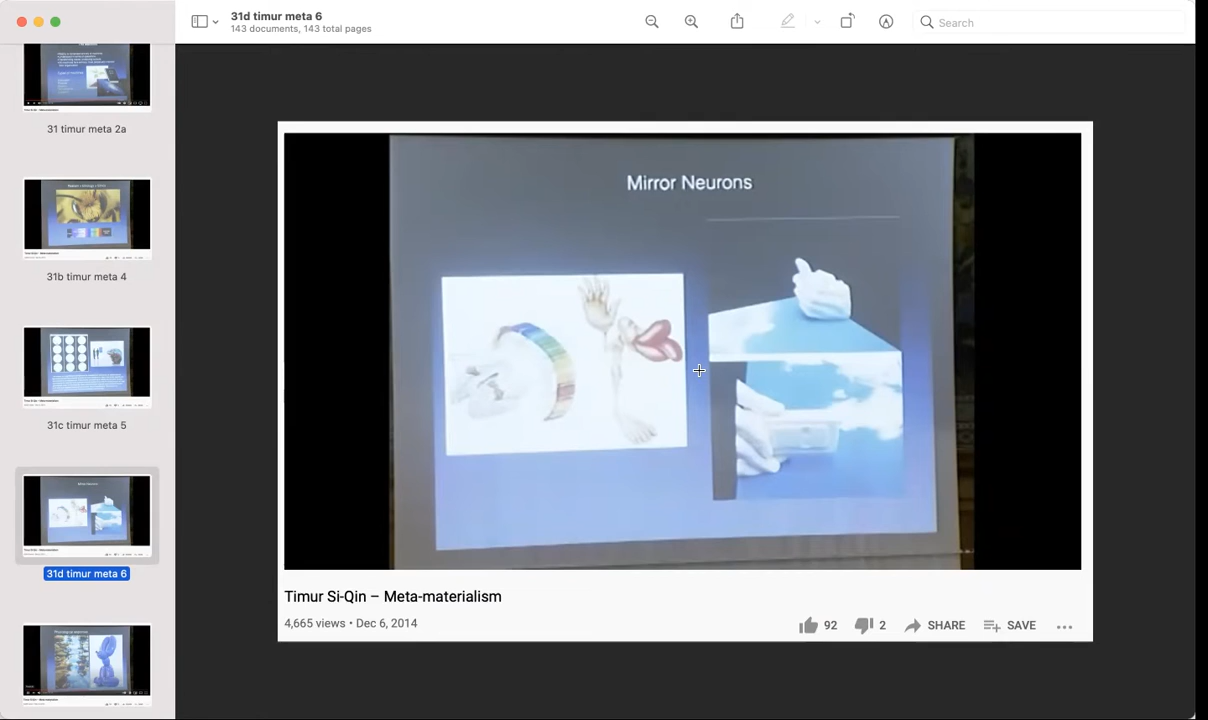 31d timur meta 6
143 documents, 143 total pages
Search
31 timur meta 2a
31b timur meta 4
31c timur meta 5
31d timur meta 6
Mirror Neurons
Timur Si-Qin – Meta-materialism
4,665 views • Dec 6, 2014
92
2
SHARE
SAVE